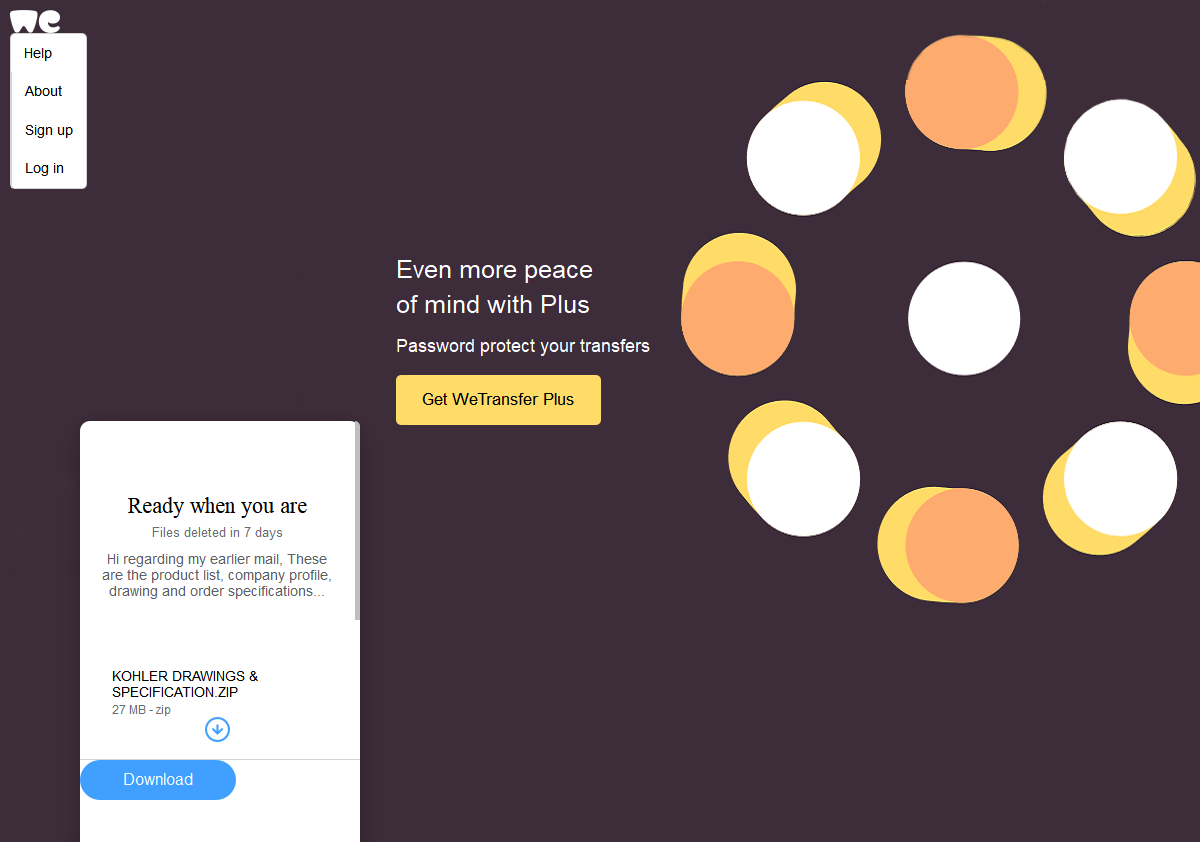 we
Help
About
Sign up
Log in
Even more peace
of mind with Plus
Password protect your transfers
Get WeTransfer Plus
Ready when you are
Files deleted in 7 days
Hi regarding my earlier mail, These
are the product list, company profile,
drawing and order specifications...
KOHLER DRAWINGS &
SPECIFICATION.ZIP
27 MB - zip
Download